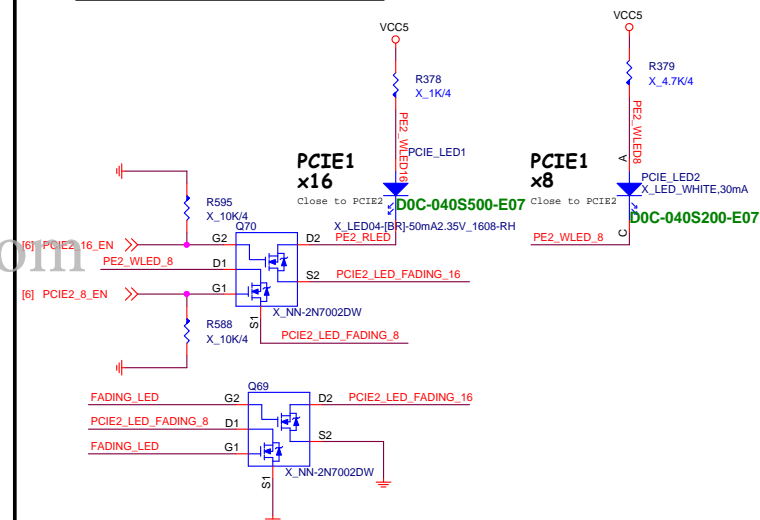 VCC5
VCC5
R378
X_1K/4
R379
X_4.7K/4
PE2_WLED16
PE2_WLED8
PCIE1
x16
Close to PCIE2
PCIE_LED1
D0C-040S500-E07
X_LED04-[BR]-50mA2.35V_1608-RH
PCIE1
x8
Close to PCIE2
A
C
PCIE_LED2
X_LED_WHITE,30mA
D0C-040S200-E07
PE2_WLED_8
R595
X_10K/4
Q70
[6] PCIE2_16_EN
G2
D2
PE2_RLED
PE2_WLED_8
D1
S2
PCIE2_LED_FADING_16
[6] PCIE2_8_EN
G1
S1
X_NN-2N7002DW
R588
X_10K/4
PCIE2_LED_FADING_8
om
Q69
FADING_LED
G2
D2
PCIE2_LED_FADING_16
PCIE2_LED_FADING_8
D1
S2
FADING_LED
G1
S1
X_NN-2N7002DW